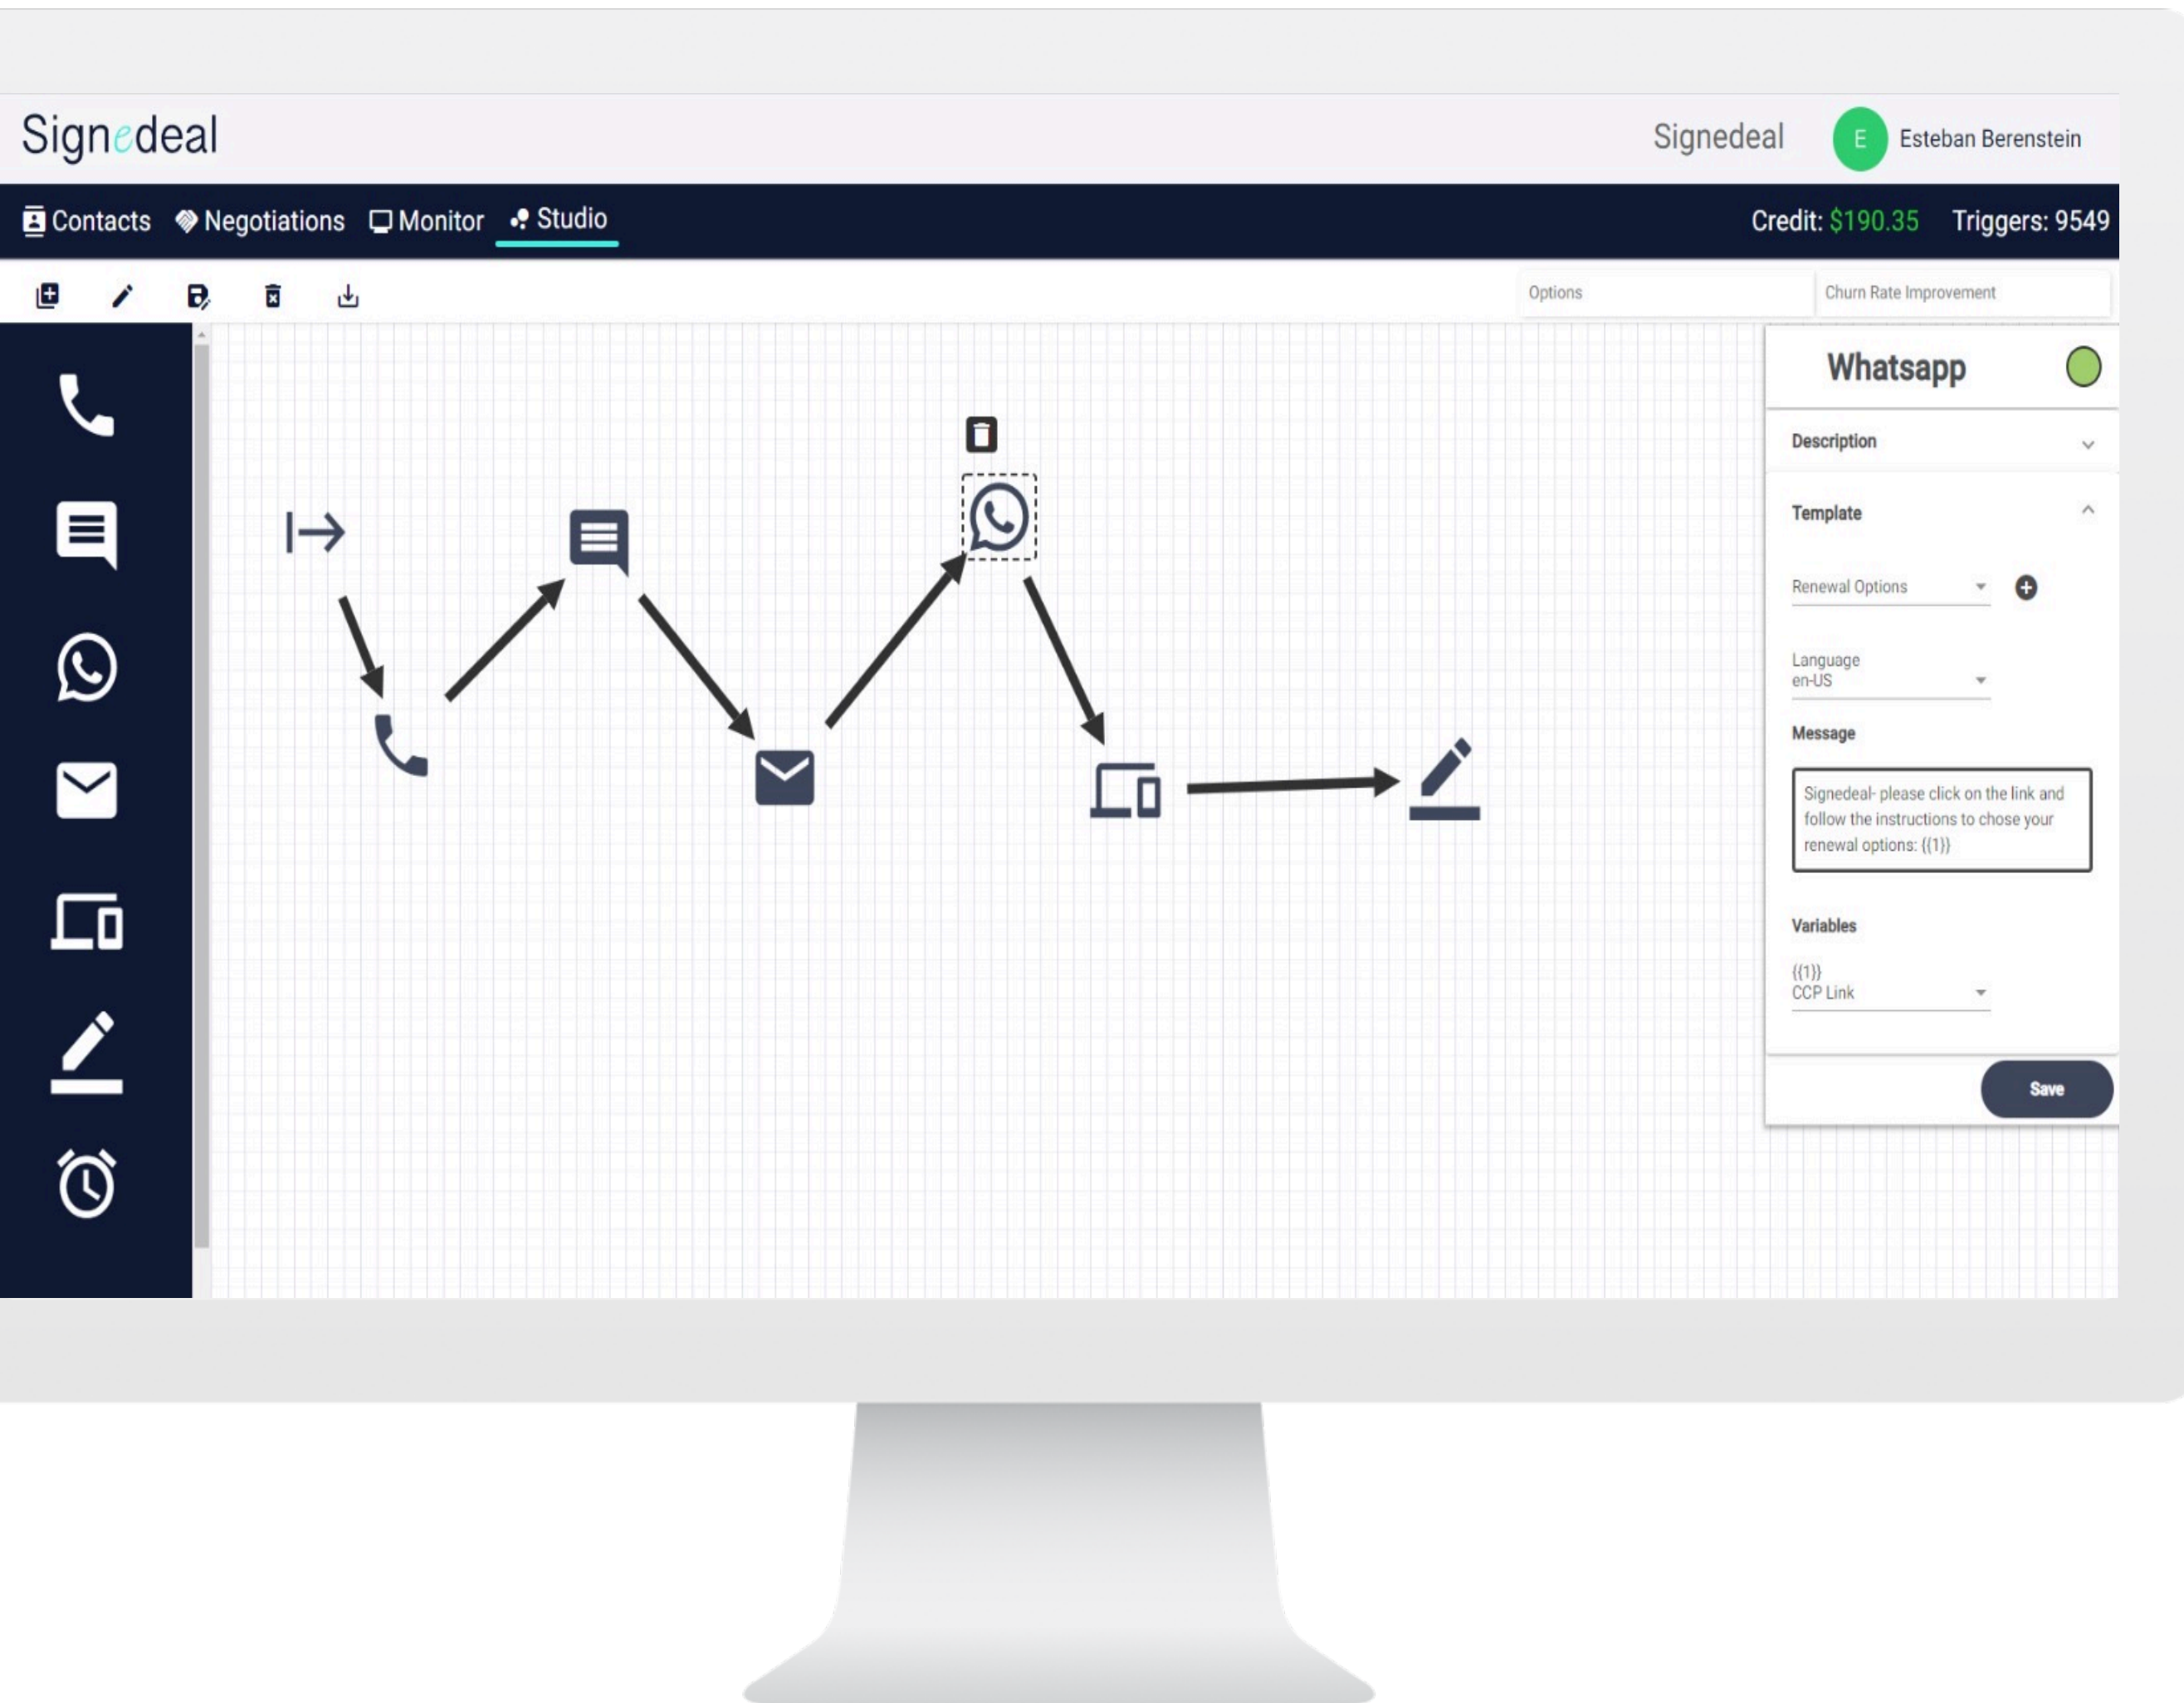 Signedeal
Signedeal
E
Esteban Berenstein
Contacts
Negotiations
Monitor
Studio
Credit: $190.35
Triggers: 9549
Options
Churn Rate Improvement
Whatsapp
Description
Template
Renewal Options
Language
en-US
Message
Signedeal- please click on the link and
follow the instructions to chose your
renewal options: {{1}}
Variables
{{1}}
CCP Link
Save